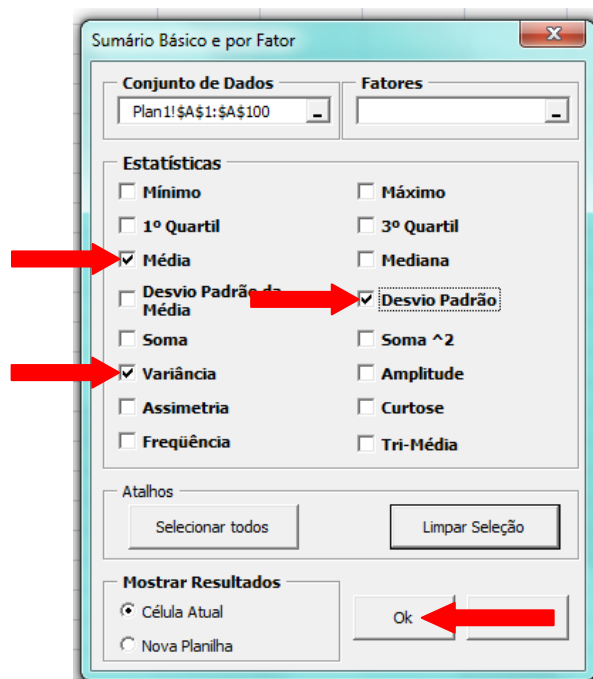 Sumário Básico e por Fator
Conjunto de Dados
Fatores
Plan1!$A$1:$A$100
Estatísticas
Mínimo
Máximo
1º Quartil
3º Quartil
Média
Mediana
Desvio Padrão da
Média
Desvio Padrão
Soma
Soma ^2
Variância
Amplitude
Assimetria
Curtose
Freqüência
Tri-Média
Atalhos
Selecionar todos
Limpar Seleção
Mostrar Resultados
Célula Atual
Nova Planilha
Ok